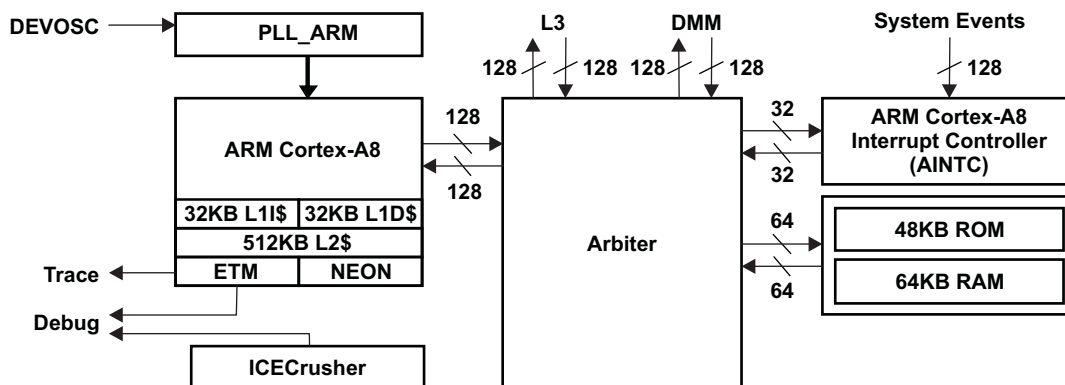 DEVOSC
PLL_ARM
L3
DMM
System Events
128
128
128
128
128
ARM Cortex-A8
128
128
32
32
ARM Cortex-A8
Interrupt Controller
(AINTC)
32KB L1I$
32KB L1D$
512KB L2$
ETM
NEON
Arbiter
64
64
48KB ROM
64KB RAM
Trace
Debug
ICECrusher